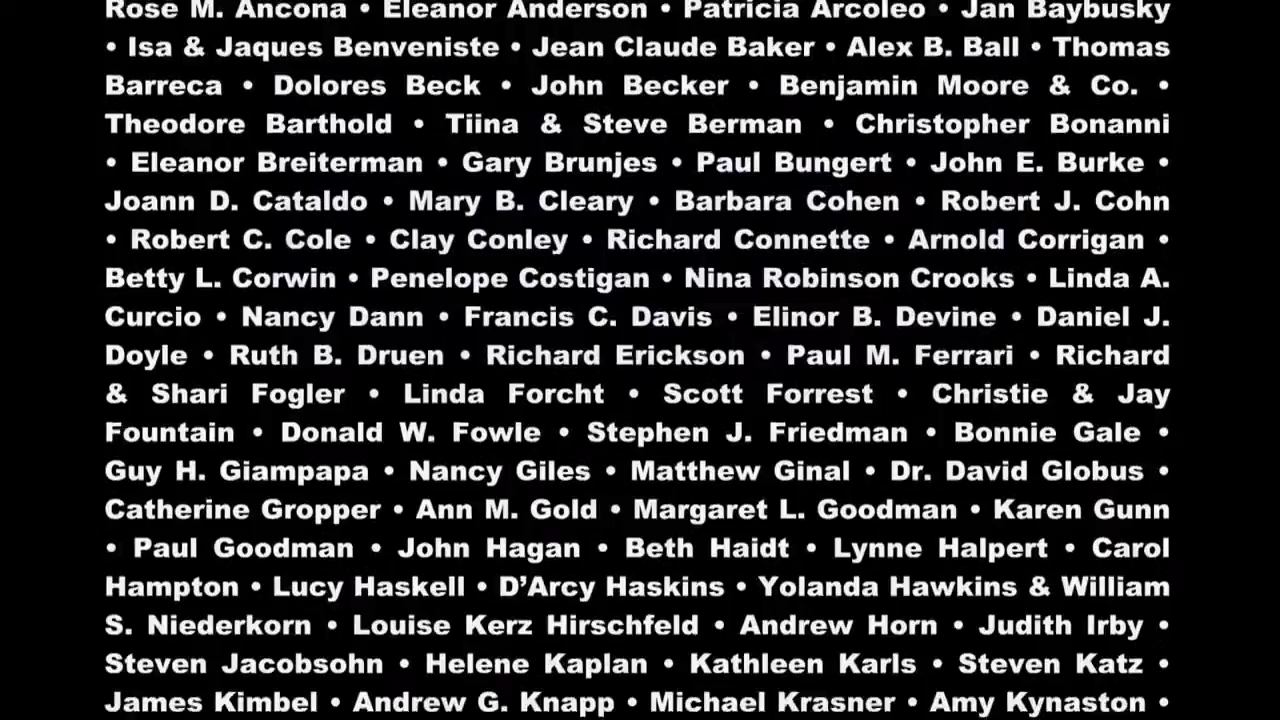 Rose M. Ancona • Eleanor Anderson • Patricia Arcoleo • Jan Baybusky
• Isa & Jaques Benveniste • Jean Claude Baker • Alex B. Ball • Thomas
Barreca • Dolores Beck • John Becker • Benjamin Moore & Co. •
Theodore Barthold • Tiina & Steve Berman • Christopher Bonanni
• Eleanor Breiterman • Gary Brunjes • Paul Bungert • John E. Burke •
Joann D. Cataldo • Mary B. Cleary • Barbara Cohen • Robert J. Cohn
• Robert C. Cole • Clay Conley • Richard Connette • Arnold Corrigan •
Betty L. Corwin • Penelope Costigan • Nina Robinson Crooks • Linda A.
Curcio • Nancy Dann • Francis C. Davis • Elinor B. Devine • Daniel J.
Doyle • Ruth B. Druen • Richard Erickson • Paul M. Ferrari • Richard
& Shari Fogler • Linda Forcht • Scott Forrest • Christie & Jay
Fountain • Donald W. Fowle • Stephen J. Friedman • Bonnie Gale •
Guy H. Giampapa • Nancy Giles • Matthew Ginal • Dr. David Globus •
Catherine Gropper • Ann M. Gold • Margaret L. Goodman • Karen Gunn
• Paul Goodman • John Hagan • Beth Haidt • Lynne Halpert • Carol
Hampton • Lucy Haskell • D’Arcy Haskins • Yolanda Hawkins & William
S. Niederkorn • Louise Kerz Hirschfeld • Andrew Horn • Judith Irby •
Steven Jacobsohn • Helene Kaplan • Kathleen Karls • Steven Katz •
James Kimbel • Andrew G. Knapp • Michael Krasner • Amy Kynaston •